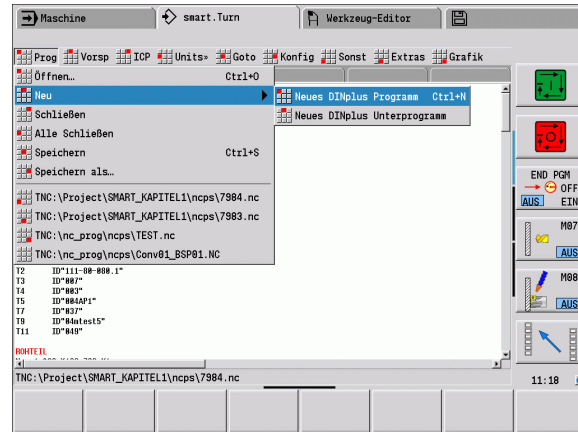 Maschine
smart.Turn
Werkzeug-Editor
Prog Vorsp ICP Units» Goto Konfig Sonst Extras Grafik
Öffnen… Ctrl+O
Neu
Neues DINplus Programm Ctrl+N
Neues DINplus Unterprogramm
Schließen
Alle Schließen
Speichern Ctrl+S
Speichern als…
TNC:\Project\SMART_KAPITEL1\ncps\7984.nc
TNC:\Project\SMART_KAPITEL1\ncps\7983.nc
TNC:\nc_prog\ncps\TEST.nc
TNC:\nc_prog\ncps\Conv01_BSP01.NC
T2 ID"111-80-080.1"
T3 ID"007"
T4 ID"003"
T5 ID"004AP1"
T7 ID"037"
T9 ID"04mtest5"
T11 ID"049"
ROHTEIL
TNC:\Project\SMART_KAPITEL1\ncps\7984.nc
END PGM
OFF
AUS EIN
M07
AUS
M08
AUS
11:18